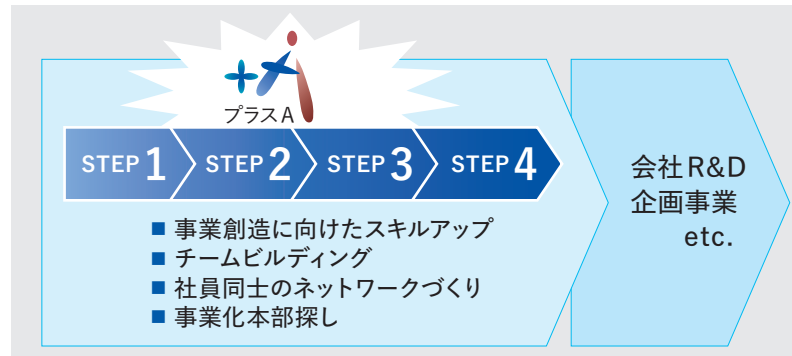 プラスA
STEP 1 STEP 2 STEP 3 STEP 4
■ 事業創造に向けたスキルアップ
■ チームビルディング
■ 社員同士のネットワークづくり
■ 事業化本部探し
会社R&D
企画事業
etc.